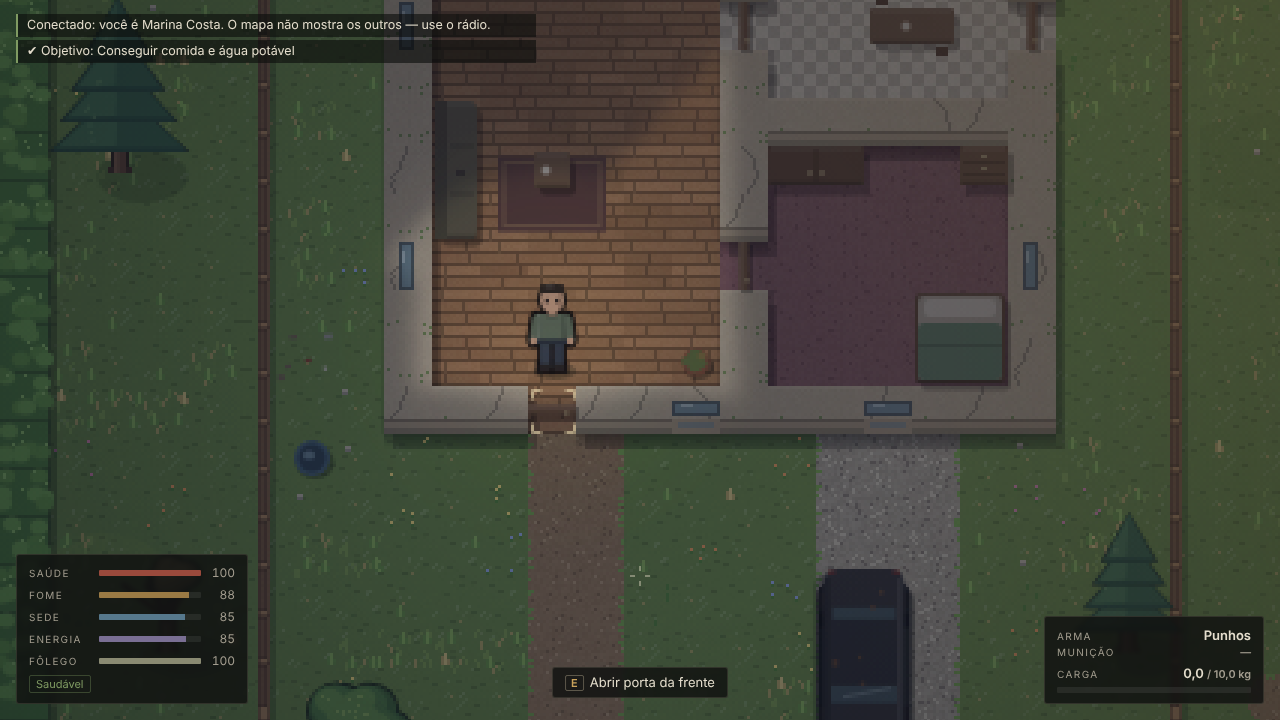 Conectado: você é Marina Costa. O mapa não mostra os outros — use o rádio.
✔ Objetivo: Conseguir comida e água potável
SAÚDE 100
FOME 88
SEDE 85
ENERGIA 85
FÔLEGO 100
Saudável
E Abrir porta da frente
ARMA Punhos
MUNIÇÃO —
CARGA 0,0 / 10,0 kg